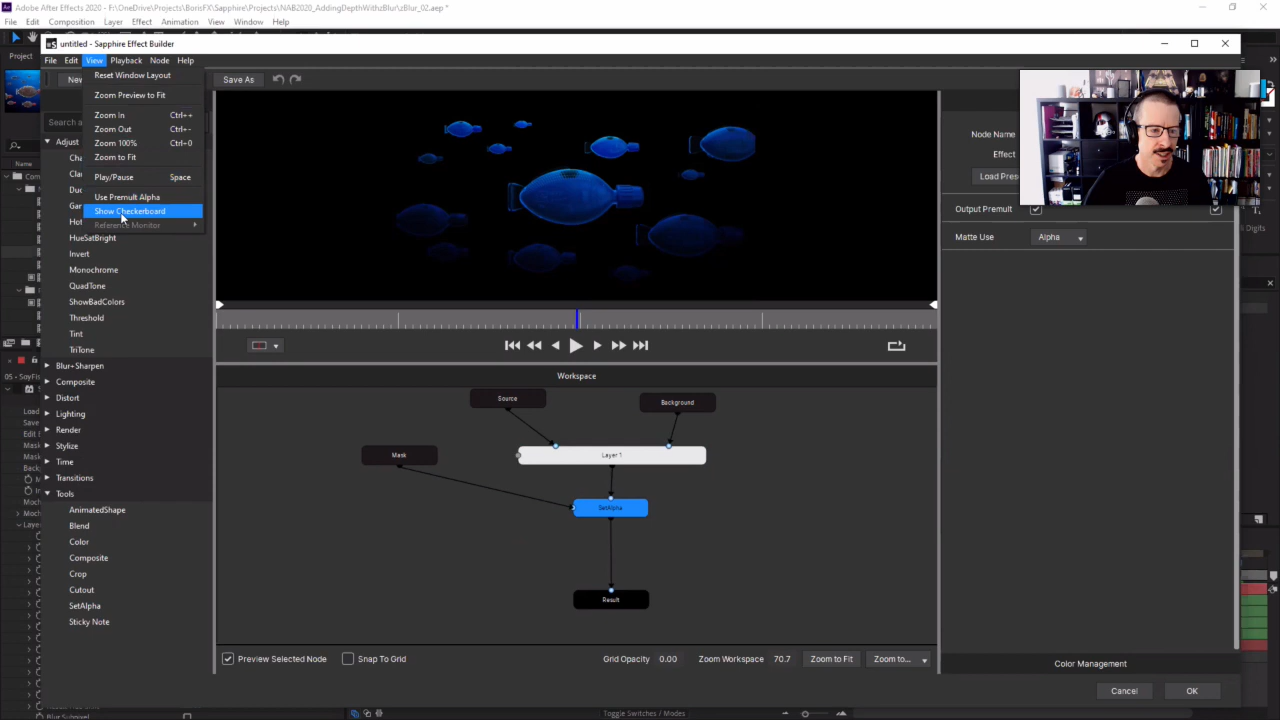 Adobe After Effects 2020 - F:\OneDrive\Projects\BorisFX\Sapphire\Projects\NAB2020_AddingDepthWithzBlur\zBlur_02.aep *
File Edit Composition Layer Effect Animation View Window Help
Project
untitled - Sapphire Effect Builder
File Edit View Playback Node Help
New
Save As
Reset Window Layout
Zoom Preview to Fit
Zoom In Ctrl++
Zoom Out Ctrl+-
Zoom 100% Ctrl+0
Zoom to Fit
Play/Pause Space
Use Premult Alpha
Show Checkerboard
Reference Monitor
Search
Adjust
HueSatBright
Invert
Monochrome
QuadTone
ShowBadColors
Threshold
Tint
TriTone
Blur+Sharpen
Composite
Distort
Lighting
Render
Stylize
Time
Transitions
Tools
AnimatedShape
Blend
Color
Composite
Crop
Cutout
SetAlpha
Sticky Note
Workspace
Source
Background
Mask
Layer 1
SetAlpha
Result
Preview Selected Node
Snap To Grid
Grid Opacity 0.00
Zoom Workspace 70.7
Zoom to Fit
Zoom to...
Node Name
Effect
Load Pres
Output Premult
Matte Use Alpha
Color Management
Cancel
OK
Toggle Switches / Modes